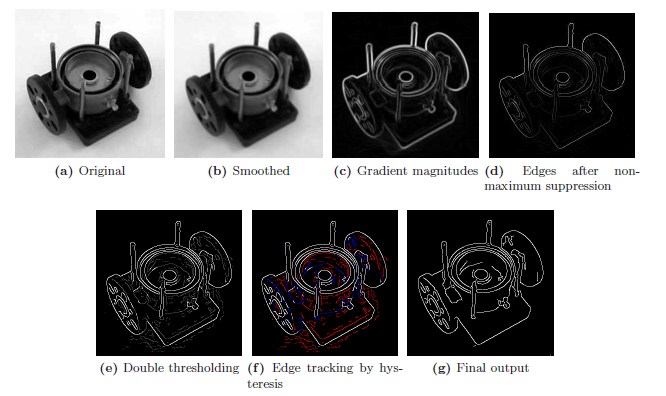 (a) Original
(b) Smoothed
(c) Gradient magnitudes
(d) Edges after non-
maximum suppression
(e) Double thresholding
(f) Edge tracking by hys-
teresis
(g) Final output